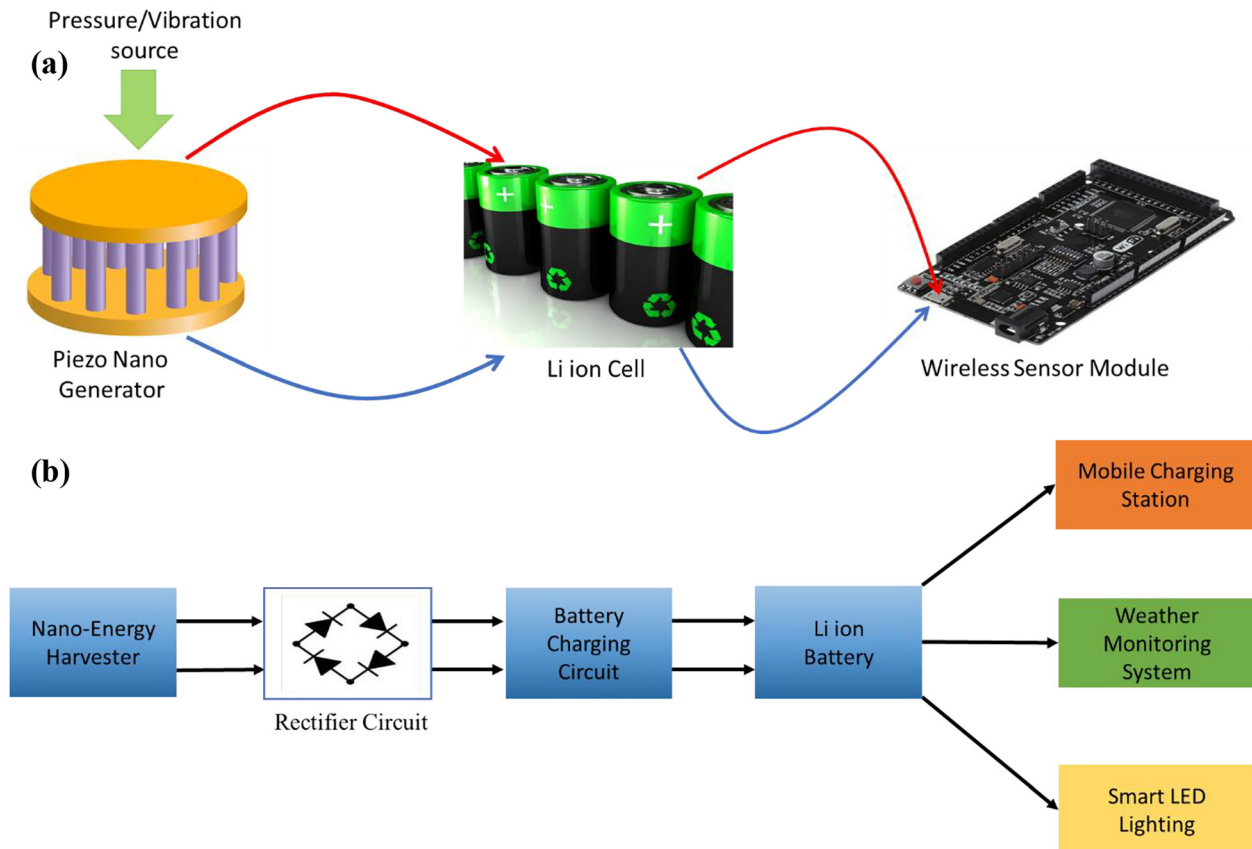 Pressure/Vibration
source
(a)
Piezo Nano
Generator
Li ion Cell
WiFi
Wireless Sensor Module
(b)
Nano-Energy
Harvester
Rectifier Circuit
Battery
Charging
Circuit
Li ion
Battery
Mobile Charging
Station
Weather
Monitoring
System
Smart LED
Lighting